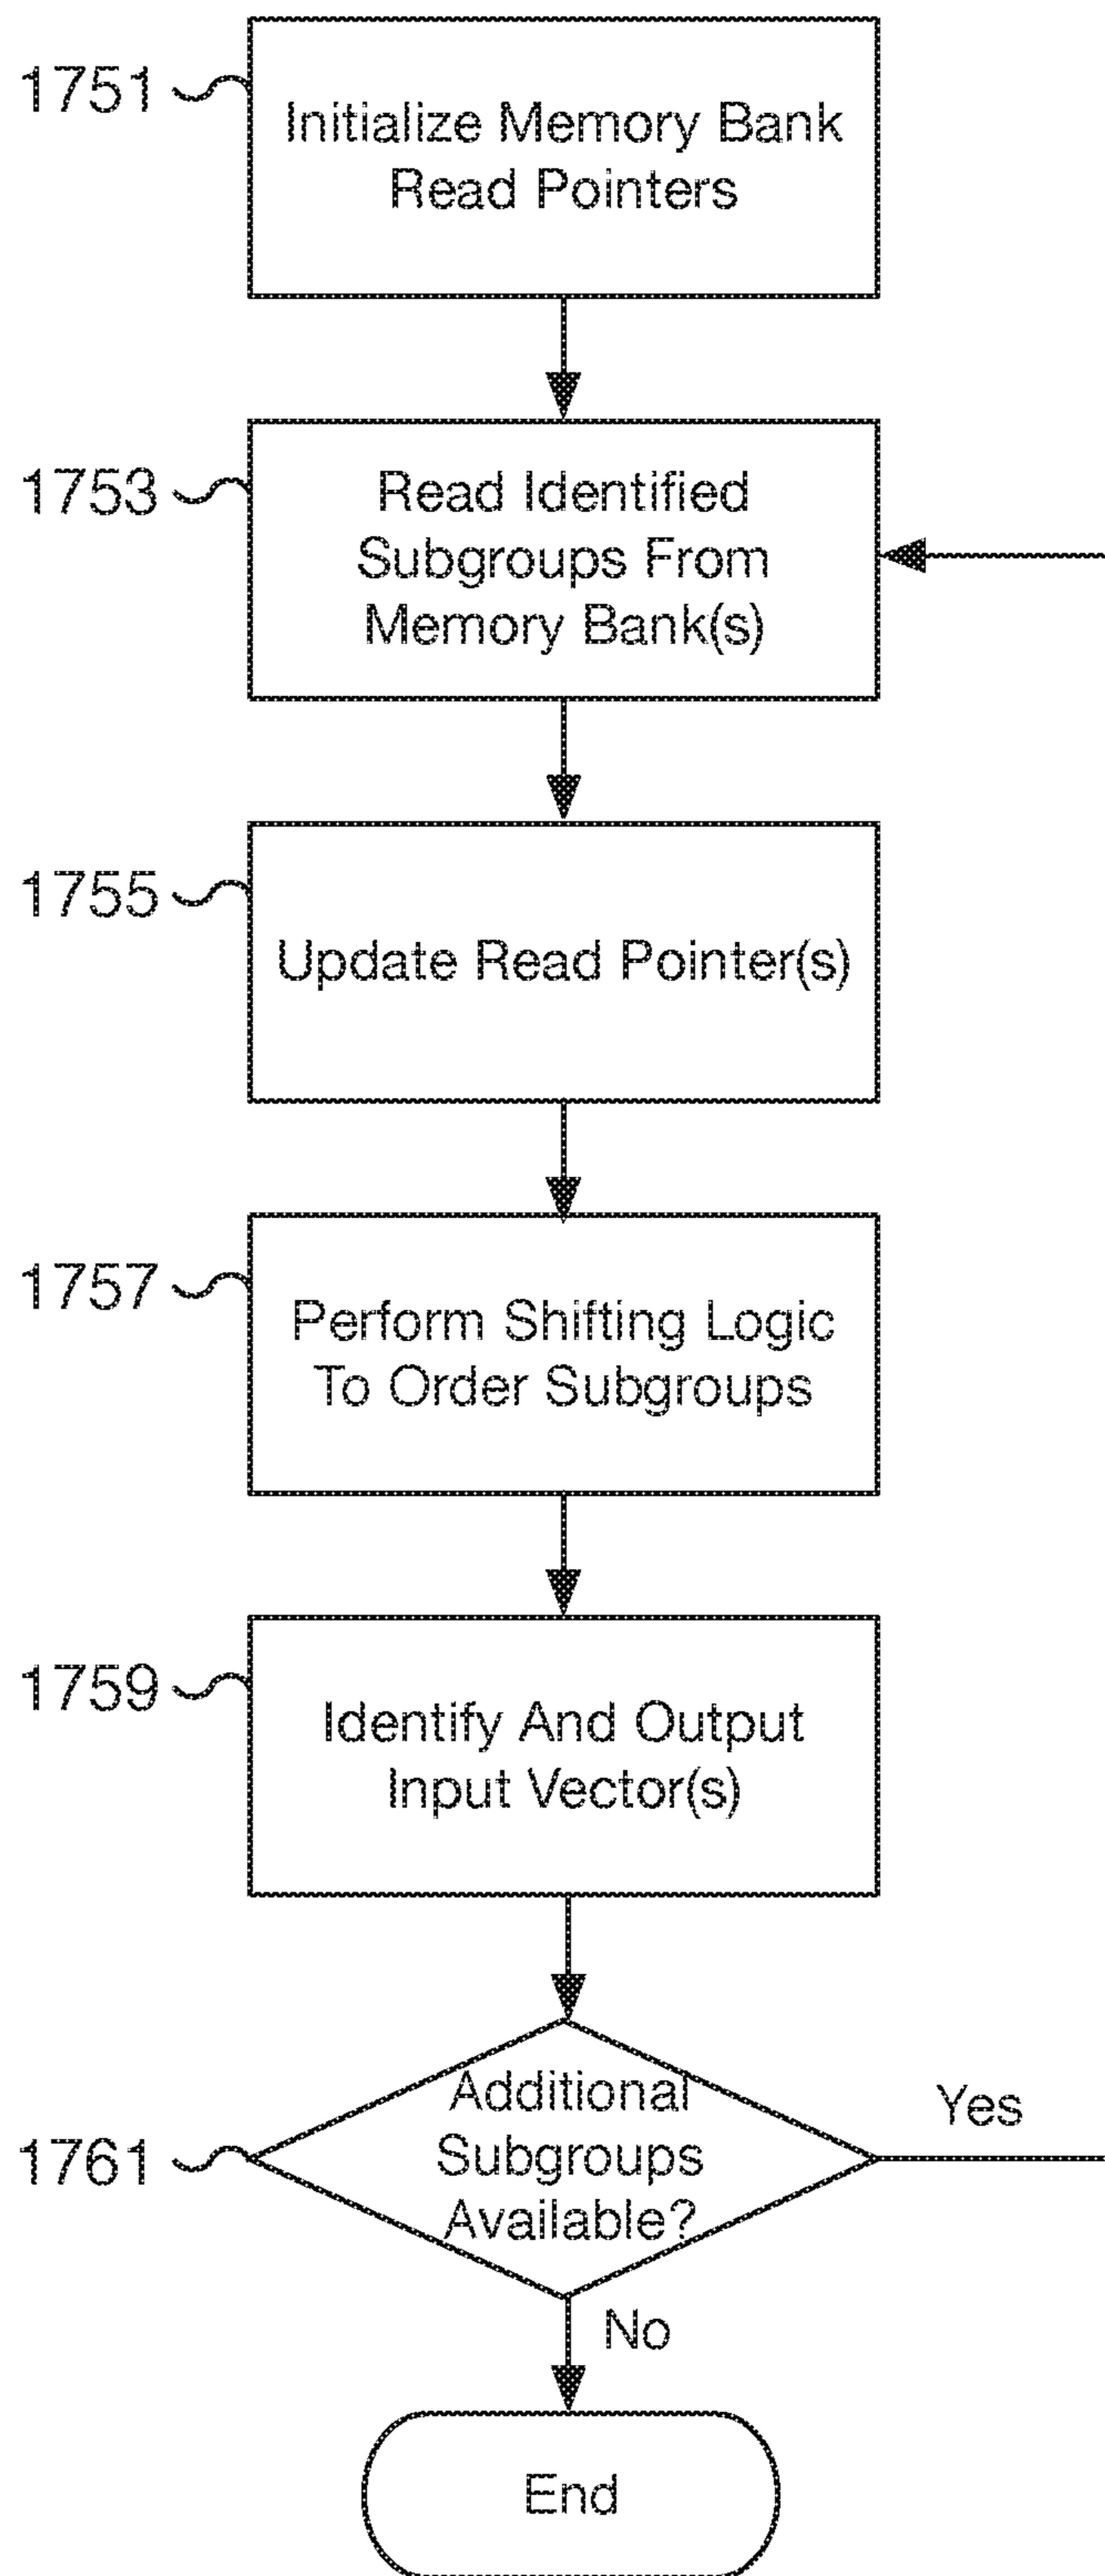 1751
Initialize Memory Bank
Read Pointers
1753
Read Identified
Subgroups From
Memory Bank(s)
1755
Update Read Pointer(s)
1757
Perform Shifting Logic
To Order Subgroups
1759
Identify And Output
Input Vector(s)
1761
Additional
Subgroups
Available?
Yes
No
End